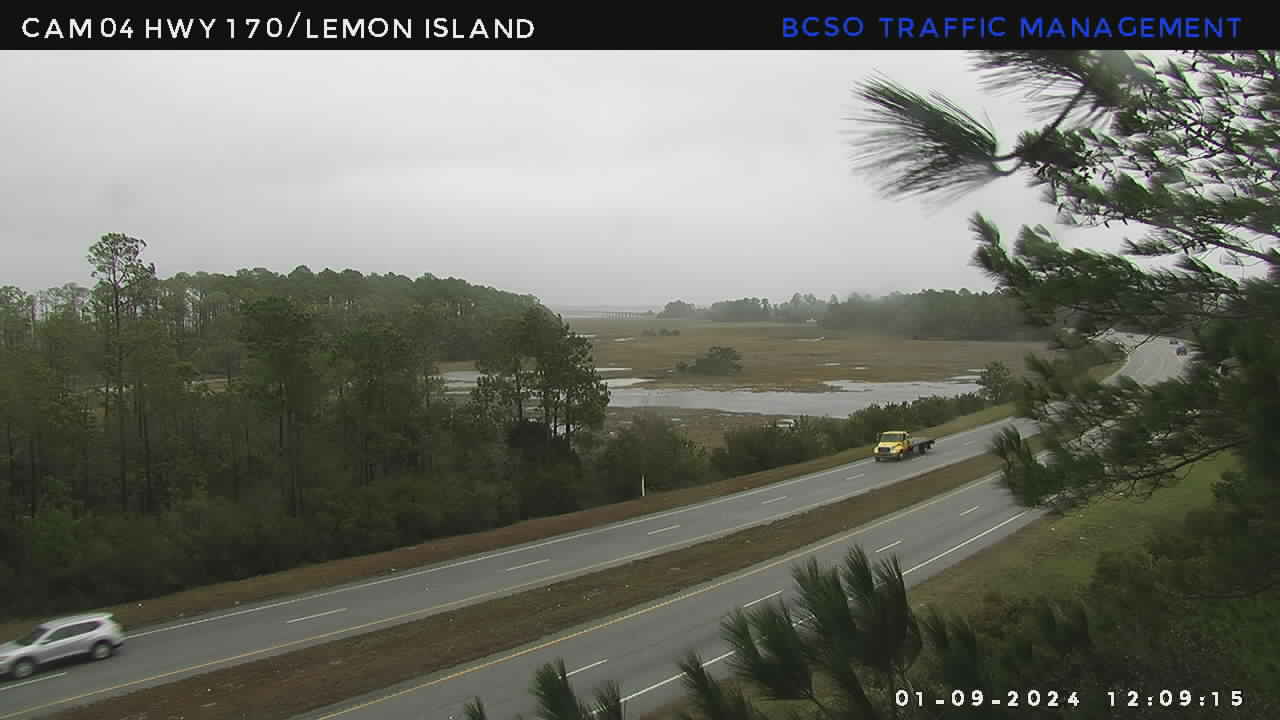 CAM04 HWY 170/LEMON ISLAND
BCSO TRAFFIC MANAGEMENT
01-09-2024 12:09:15